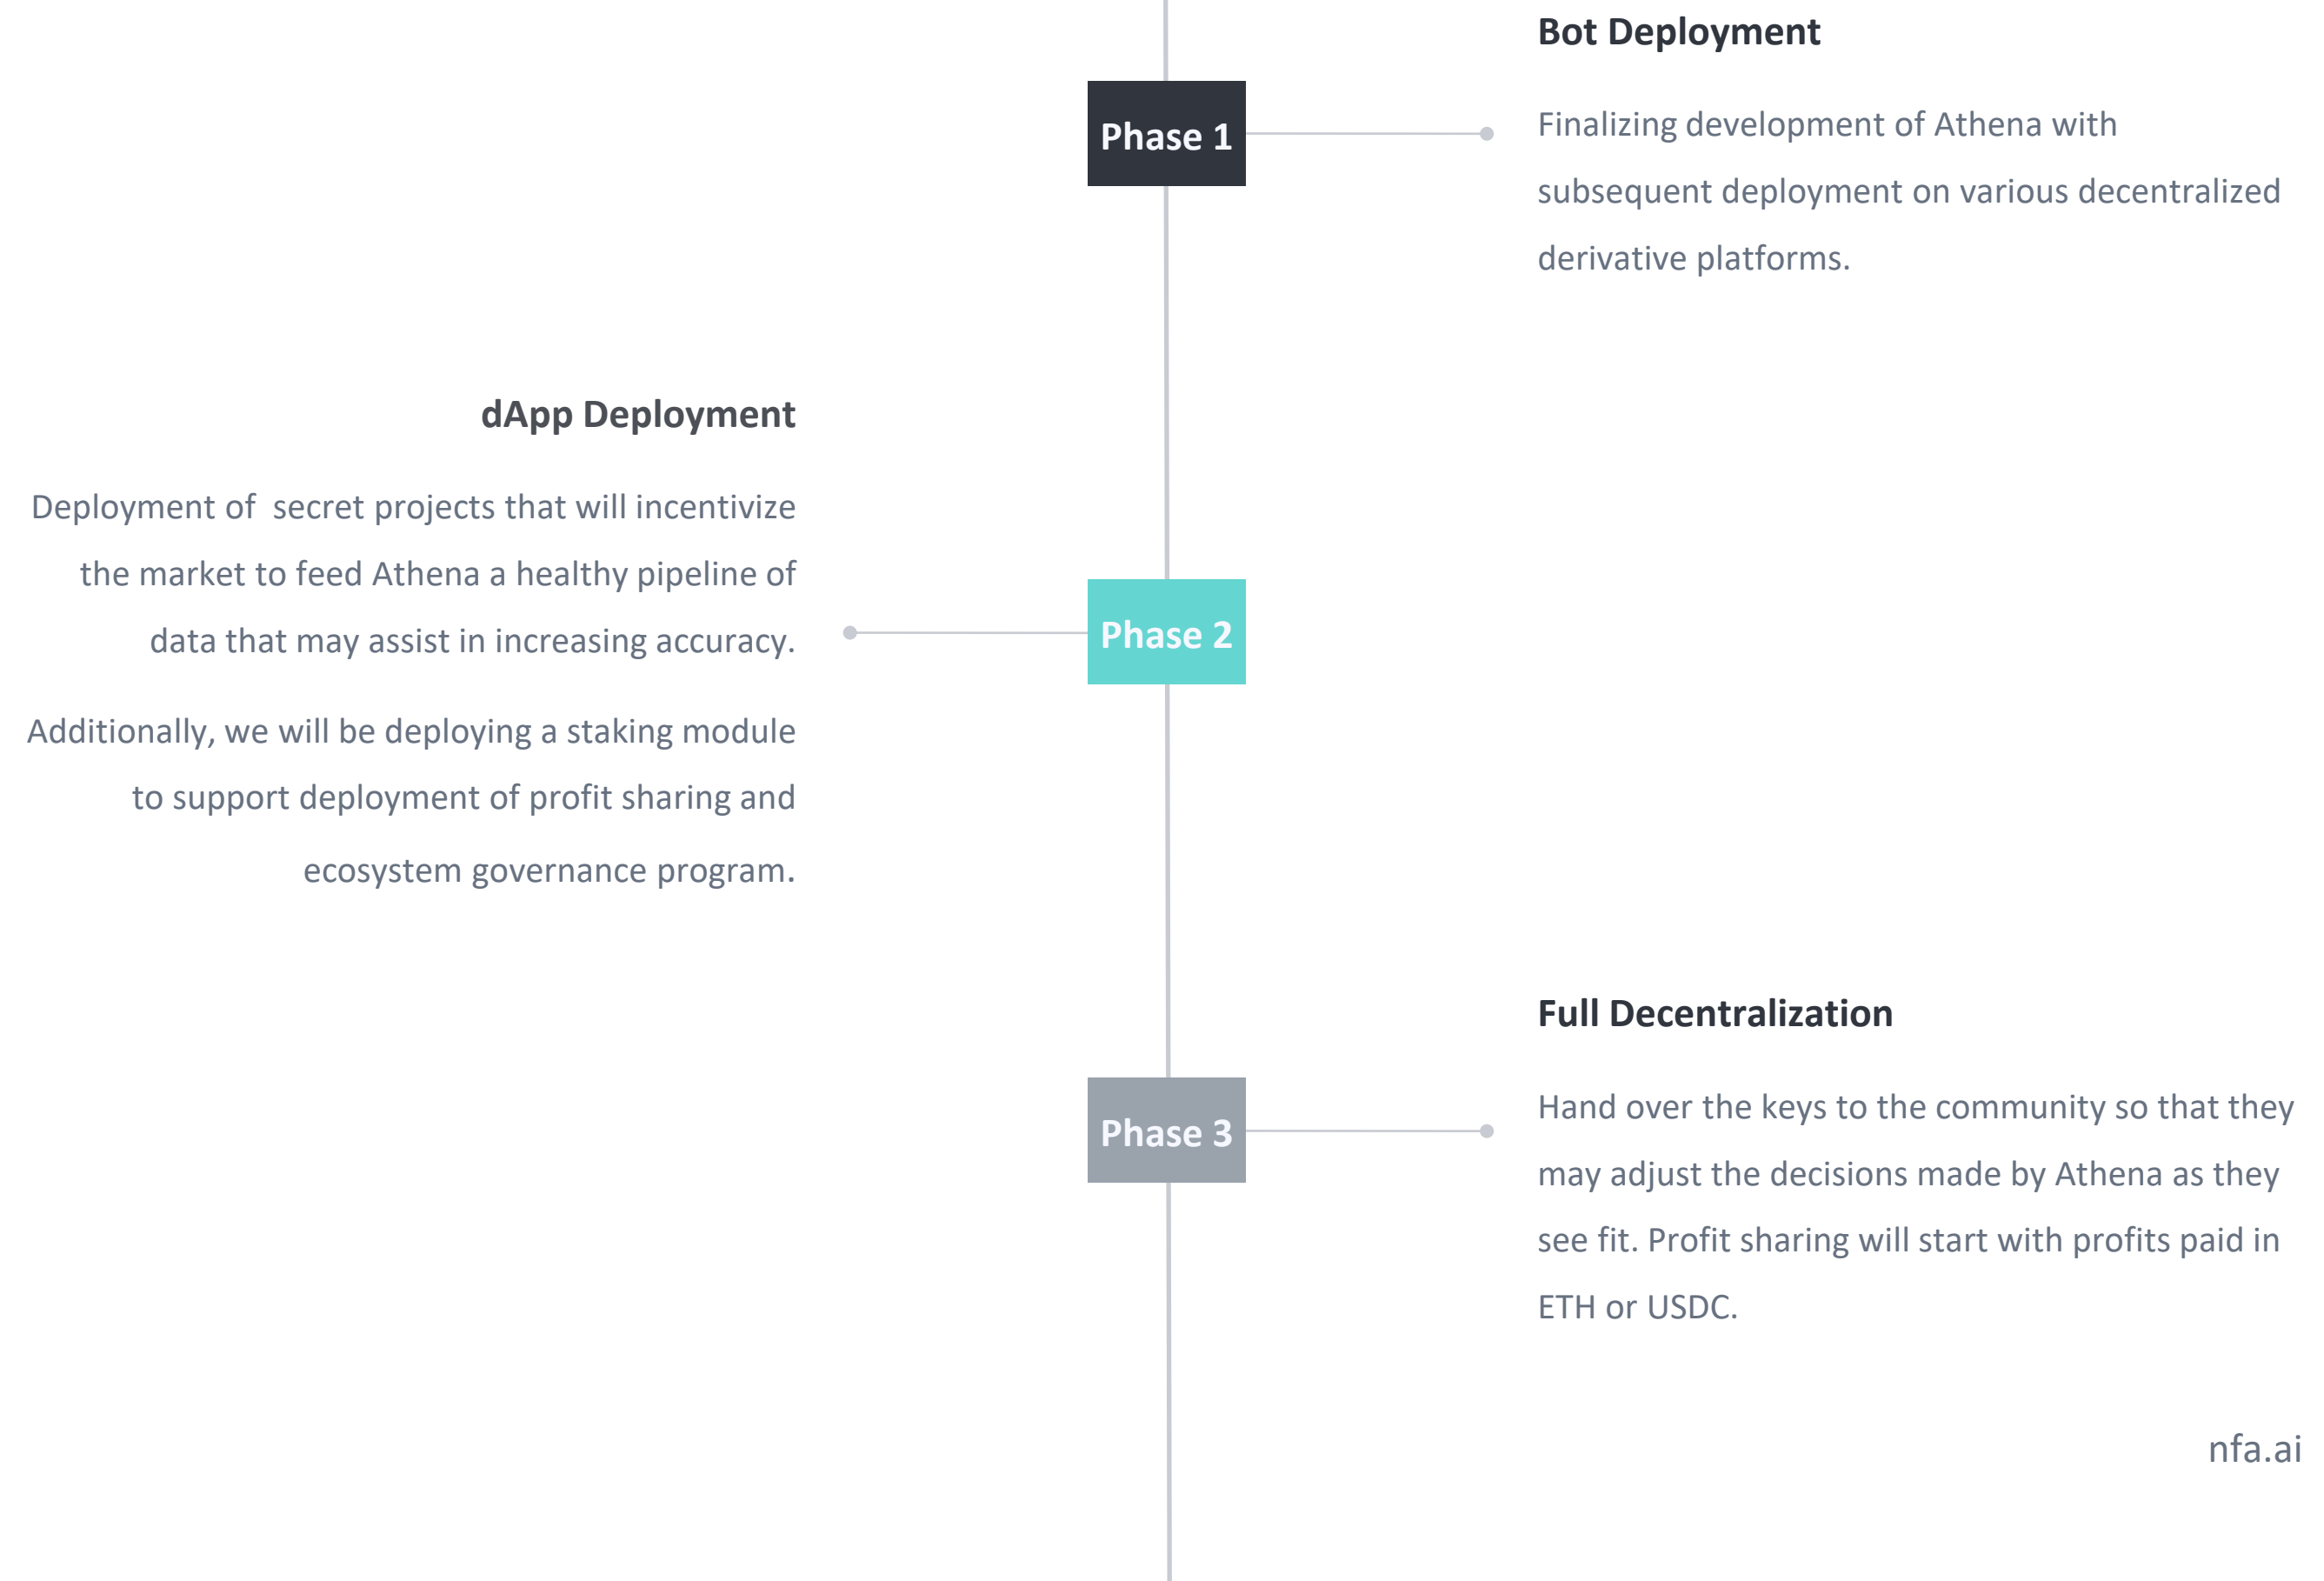 Bot Deployment
Phase 1
Finalizing development of Athena with
subsequent deployment on various decentralized
derivative platforms.
dApp Deployment
Deployment of  secret projects that will incentivize
the market to feed Athena a healthy pipeline of
data that may assist in increasing accuracy.
Phase 2
Additionally, we will be deploying a staking module
to support deployment of profit sharing and
ecosystem governance program.
Full Decentralization
Phase 3
Hand over the keys to the community so that they
may adjust the decisions made by Athena as they
see fit. Profit sharing will start with profits paid in
ETH or USDC.
nfa.ai